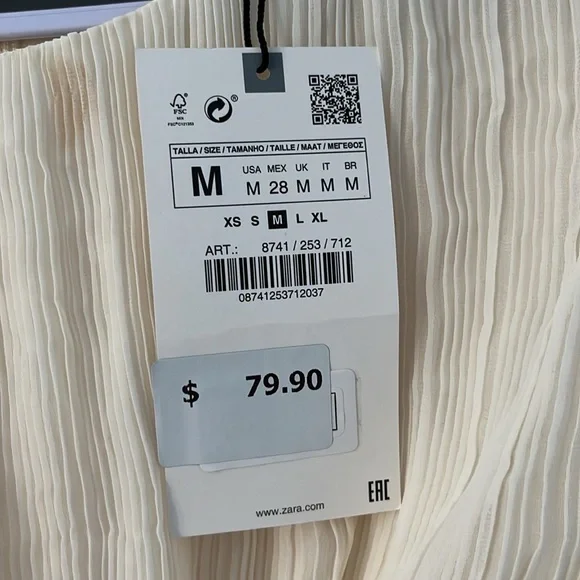 FSC
TALLA / SIZE / TAMANHO / TAILLE / MAAT / ΜΕΓΕΘΟΣ
M
USA MEX UK IT BR
M 28 M M M
XS S M L XL
ART.: 8741 / 253 / 712
08741253712037
$ 79.90
EAC
www.zara.com